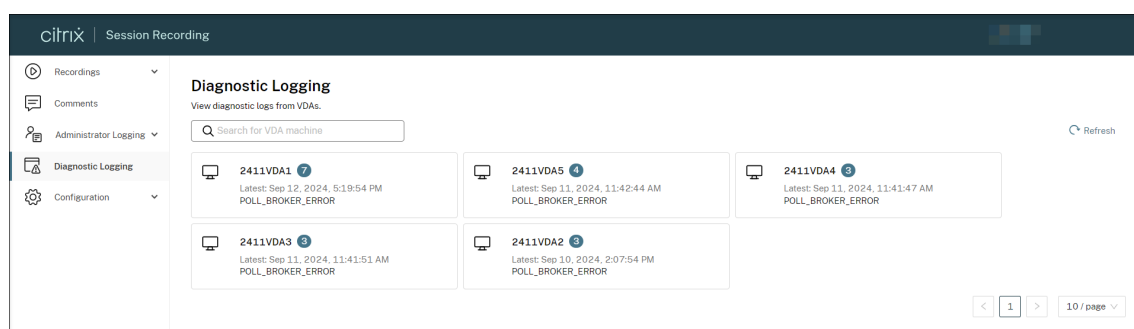 citrix | Session Recording
Recordings
Comments
Administrator Logging
Diagnostic Logging
Configuration
Diagnostic Logging
View diagnostic logs from VDAs.
Search for VDA machine
Refresh
2411VDA1 7
Latest: Sep 12, 2024, 5:19:54 PM
POLL_BROKER_ERROR
2411VDA5 4
Latest: Sep 11, 2024, 11:42:44 AM
POLL_BROKER_ERROR
2411VDA4 3
Latest: Sep 11, 2024, 11:41:47 AM
POLL_BROKER_ERROR
2411VDA3 3
Latest: Sep 11, 2024, 11:41:51 AM
POLL_BROKER_ERROR
2411VDA2 3
Latest: Sep 10, 2024, 2:07:54 PM
POLL_BROKER_ERROR
< 1 > 10 / page